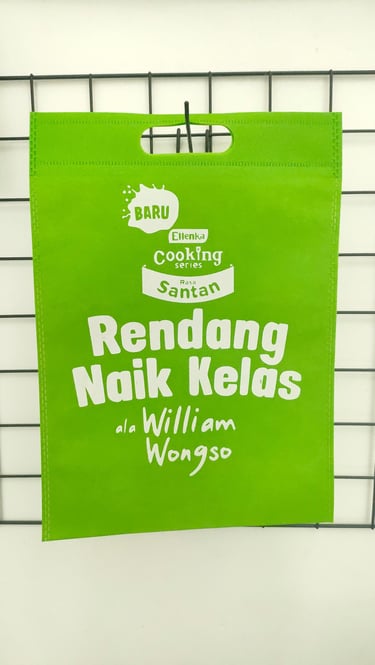 BARU
Ellenka
Cooking
series
Rasa
Santan
Rendang
Naik Kelas
ala William
Wongso